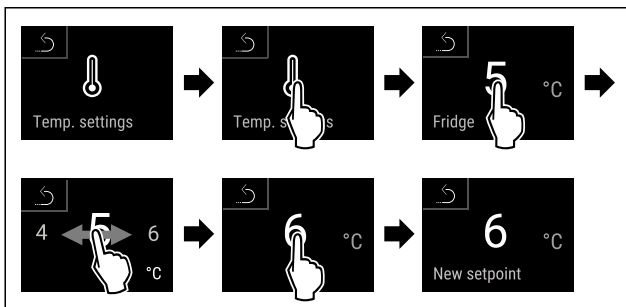 Temp. settings
Temp. s s
5 °C
Fridge
4 5 6
°C
6 °C
6 °C
New setpoint